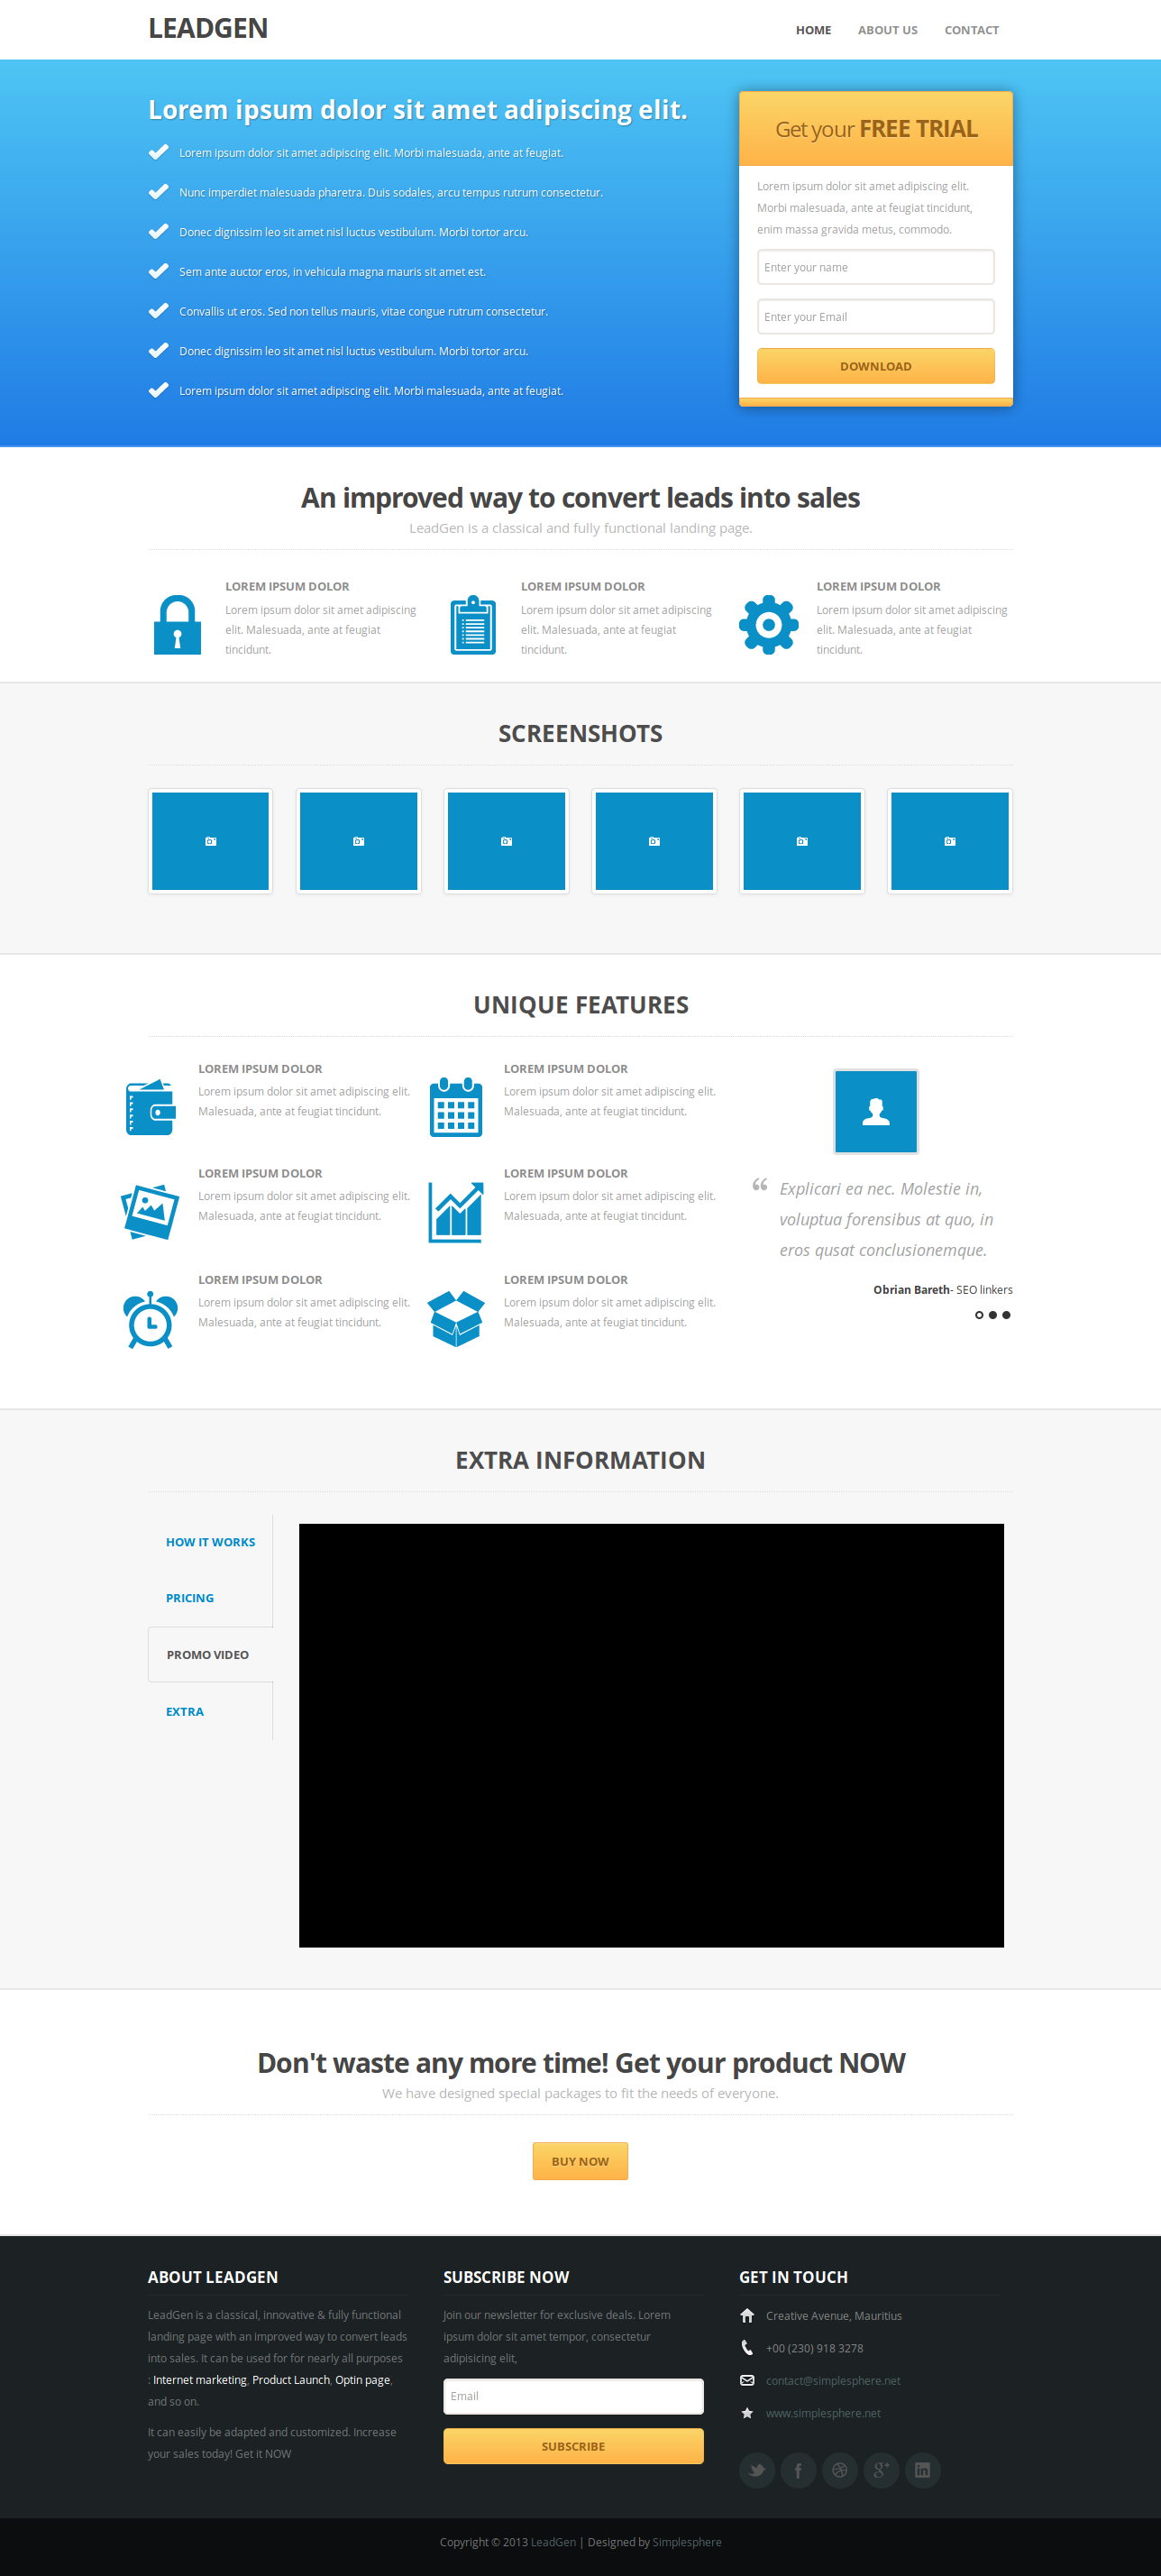 LEADGEN
HOME ABOUT US CONTACT
Lorem ipsum dolor sit amet adipiscing elit.
Lorem ipsum dolor sit amet adipiscing elit. Morbi malesuada, ante at feugiat.
Nunc imperdiet malesuada pharetra. Duis sodales, arcu tempus rutrum consectetur.
Donec dignissim leo sit amet nisl luctus vestibulum. Morbi tortor arcu.
Sem ante auctor eros, in vehicula magna mauris sit amet est.
Convallis ut eros. Sed non tellus mauris, vitae congue rutrum consectetur.
Donec dignissim leo sit amet nisl luctus vestibulum. Morbi tortor arcu.
Lorem ipsum dolor sit amet adipiscing elit. Morbi malesuada, ante at feugiat.
Get your FREE TRIAL
Lorem ipsum dolor sit amet adipiscing elit.
Morbi malesuada, ante at feugiat tincidunt,
enim massa gravida metus, commodo.
Enter your name
Enter your Email
DOWNLOAD
An improved way to convert leads into sales
LeadGen is a classical and fully functional landing page.
LOREM IPSUM DOLOR
Lorem ipsum dolor sit amet adipiscing
elit. Malesuada, ante at feugiat
tincidunt.
LOREM IPSUM DOLOR
Lorem ipsum dolor sit amet adipiscing
elit. Malesuada, ante at feugiat
tincidunt.
LOREM IPSUM DOLOR
Lorem ipsum dolor sit amet adipiscing
elit. Malesuada, ante at feugiat
tincidunt.
SCREENSHOTS
UNIQUE FEATURES
LOREM IPSUM DOLOR
Lorem ipsum dolor sit amet adipiscing elit.
Malesuada, ante at feugiat tincidunt.
LOREM IPSUM DOLOR
Lorem ipsum dolor sit amet adipiscing elit.
Malesuada, ante at feugiat tincidunt.
LOREM IPSUM DOLOR
Lorem ipsum dolor sit amet adipiscing elit.
Malesuada, ante at feugiat tincidunt.
LOREM IPSUM DOLOR
Lorem ipsum dolor sit amet adipiscing elit.
Malesuada, ante at feugiat tincidunt.
LOREM IPSUM DOLOR
Lorem ipsum dolor sit amet adipiscing elit.
Malesuada, ante at feugiat tincidunt.
LOREM IPSUM DOLOR
Lorem ipsum dolor sit amet adipiscing elit.
Malesuada, ante at feugiat tincidunt.
“ Explicari ea nec. Molestie in,
voluptua forensibus at quo, in
eros qusat conclusionemque.
Obrian Bareth- SEO linkers
EXTRA INFORMATION
HOW IT WORKS
PRICING
PROMO VIDEO
EXTRA
Don't waste any more time! Get your product NOW
We have designed special packages to fit the needs of everyone.
BUY NOW
ABOUT LEADGEN
LeadGen is a classical, innovative & fully functional
landing page with an improved way to convert leads
into sales. It can be used for for nearly all purposes
: Internet marketing, Product Launch, Optin page,
and so on.
It can easily be adapted and customized. Increase
your sales today! Get it NOW
SUBSCRIBE NOW
Join our newsletter for exclusive deals. Lorem
ipsum dolor sit amet tempor, consectetur
adipisicing elit,
Email
SUBSCRIBE
GET IN TOUCH
Creative Avenue, Mauritius
+00 (230) 918 3278
contact@simplesphere.net
www.simplesphere.net
Copyright © 2013 LeadGen | Designed by Simplesphere